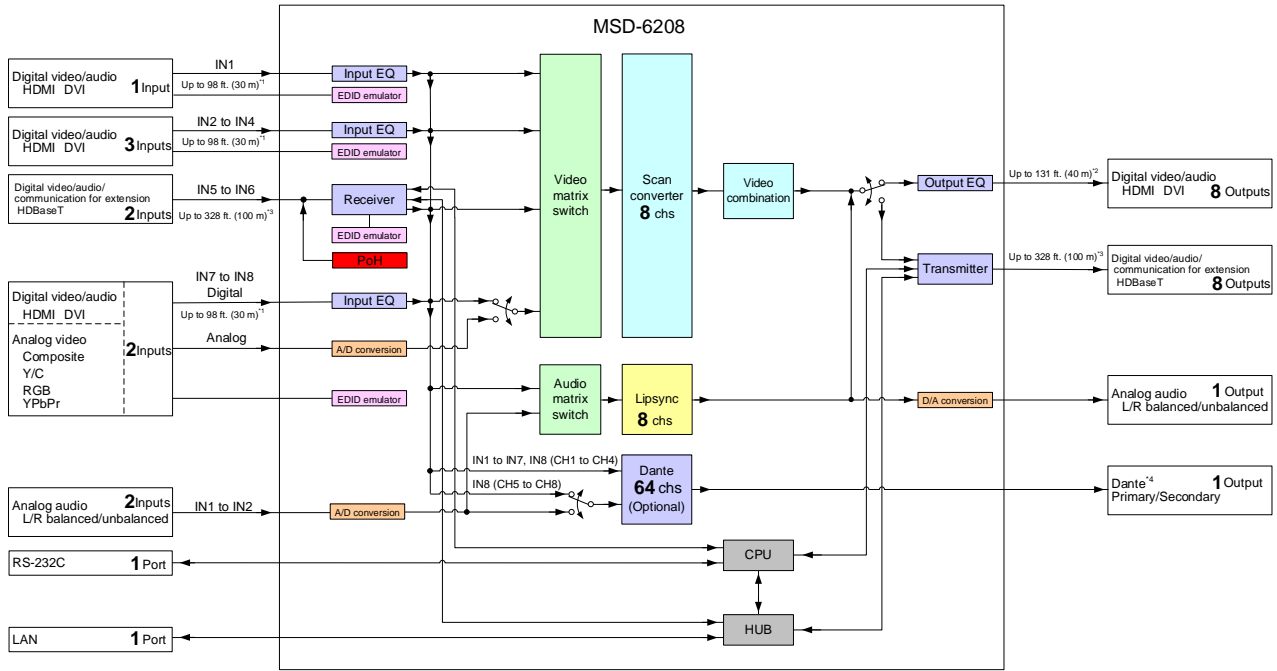 MSD-6208
Digital video/audio
HDMI DVI
1 Input
IN1
Up to 98 ft. (30 m)*1
Input EQ
EDID emulator
Digital video/audio
HDMI DVI
3 Inputs
IN2 to IN4
Up to 98 ft. (30 m)*1
Input EQ
EDID emulator
Digital video/audio/
communication for extension
HDBaseT
2 Inputs
IN5 to IN6
Up to 328 ft. (100 m)*3
Receiver
EDID emulator
PoH
Digital video/audio
HDMI DVI
Analog video
Composite
Y/C
RGB
YPbPr
2 Inputs
IN7 to IN8
Digital
Up to 98 ft. (30 m)*1
Analog
Input EQ
A/D conversion
EDID emulator
Video
matrix
switch
Scan
converter
8 chs
Video
combination
Output EQ
Up to 131 ft. (40 m)*2
Digital video/audio
HDMI DVI
8 Outputs
Transmitter
Up to 328 ft. (100 m)*3
Digital video/audio/
communication for extension
HDBaseT
8 Outputs
Audio
matrix
switch
Lipsync
8 chs
D/A conversion
Analog audio
1 Output
L/R balanced/unbalanced
IN1 to IN7, IN8 (CH1 to CH4)
IN8 (CH5 to CH8)
Dante
64 chs
(Optional)
Dante*4
1 Output
Primary/Secondary
Analog audio
2 Inputs
L/R balanced/unbalanced
IN1 to IN2
A/D conversion
RS-232C
1 Port
CPU
LAN
1 Port
HUB